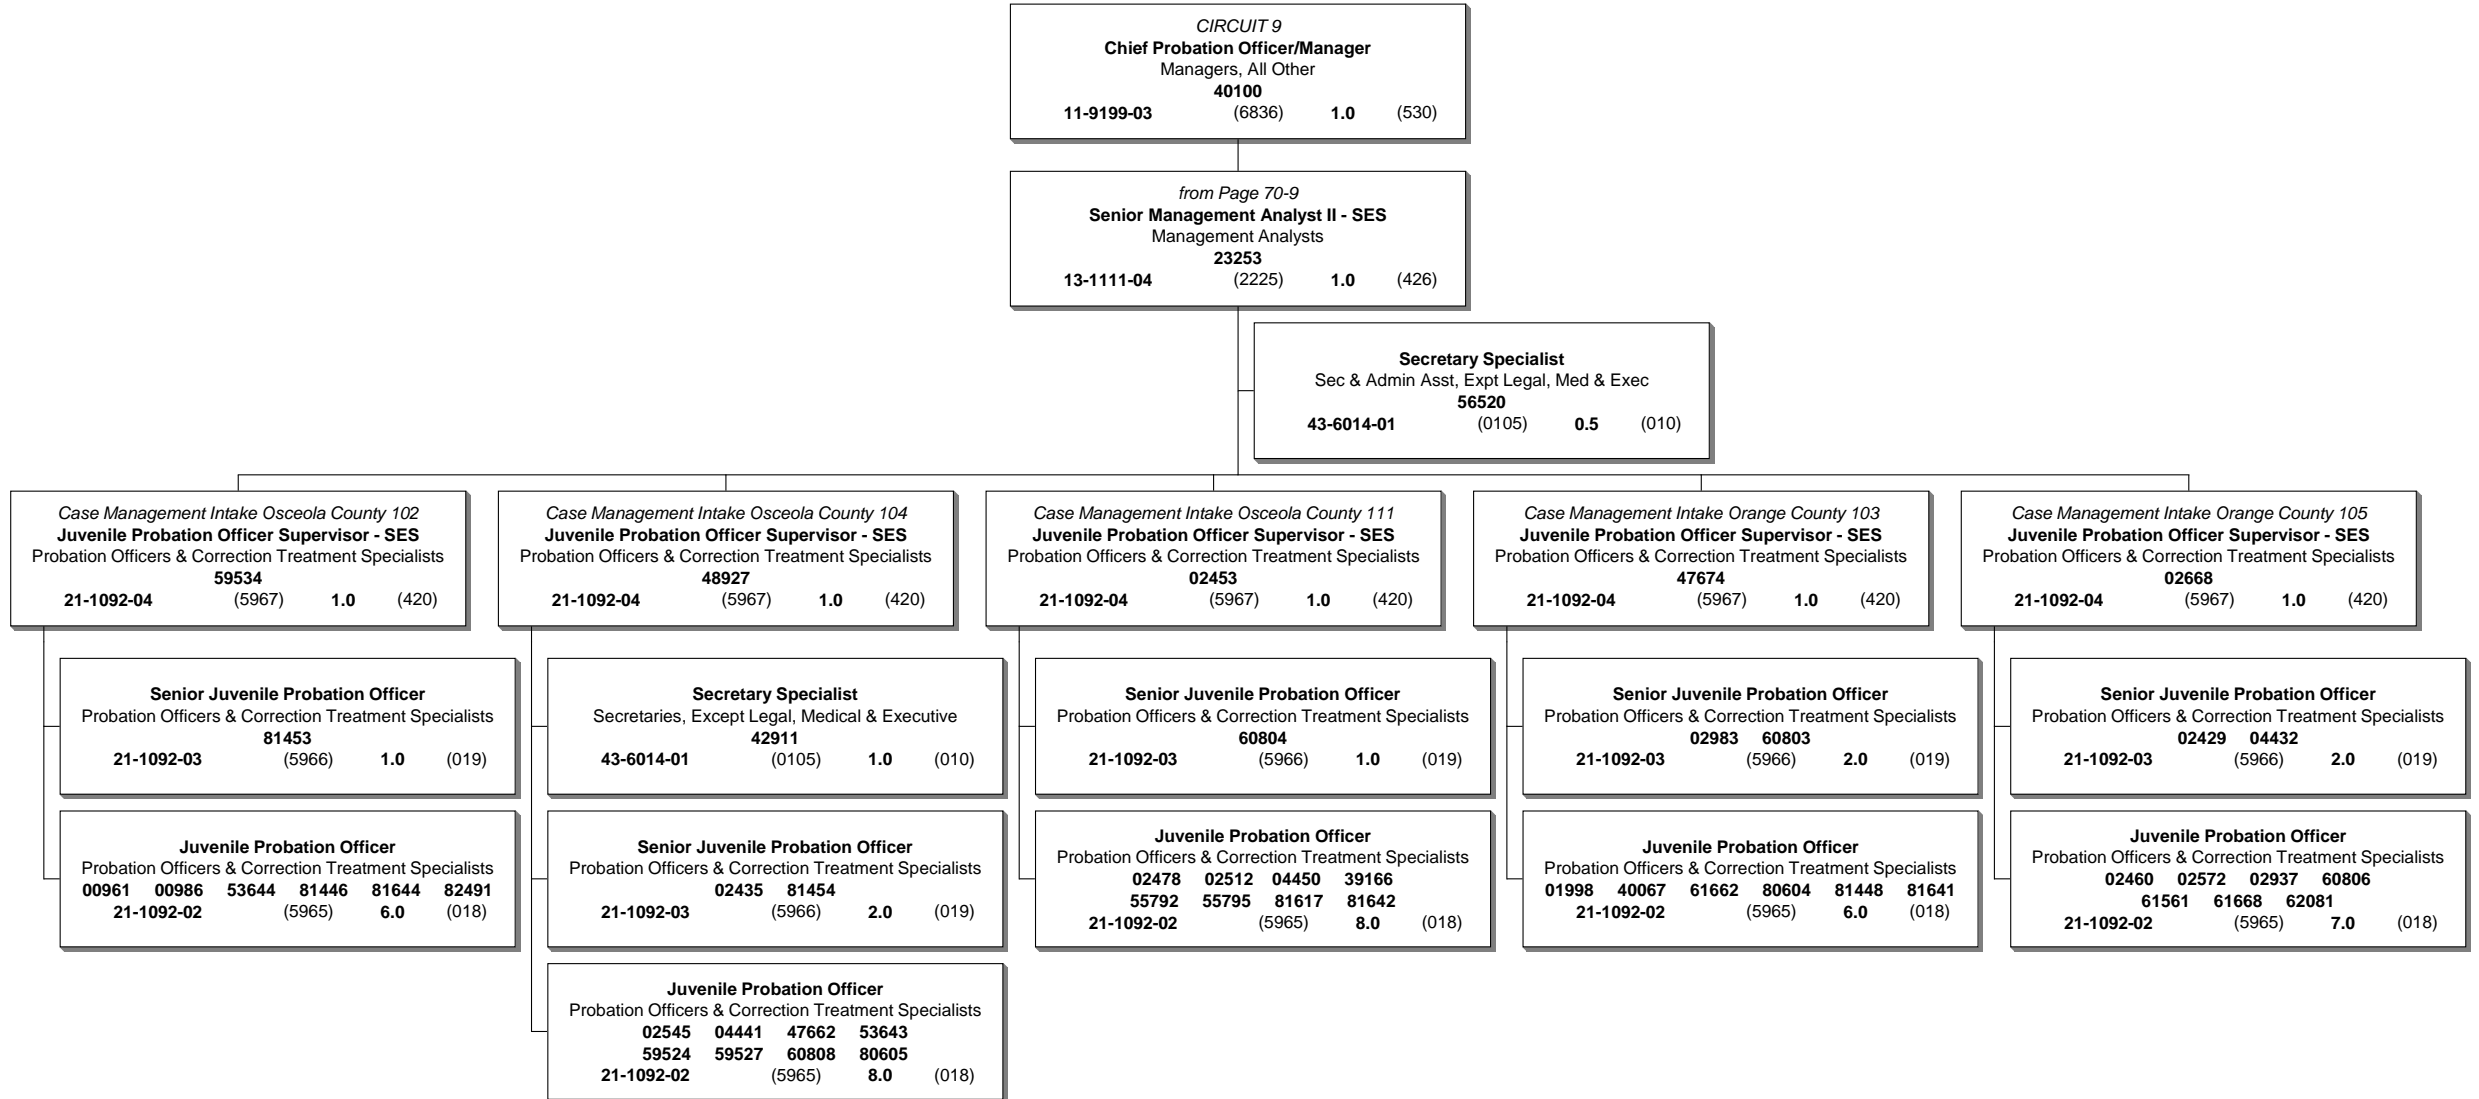 CIRCUIT 9
Chief Probation Officer/Manager
Managers, All Other
40100
11-9199-03 (6836) 1.0 (530)
from Page 70-9
Senior Management Analyst II - SES
Management Analysts
23253
13-1111-04 (2225) 1.0 (426)
Secretary Specialist
Sec & Admin Asst, Expt Legal, Med & Exec
56520
43-6014-01 (0105) 0.5 (010)
Case Management Intake Osceola County 102
Juvenile Probation Officer Supervisor - SES
Probation Officers & Correction Treatment Specialists
59534
21-1092-04 (5967) 1.0 (420)
Senior Juvenile Probation Officer
Probation Officers & Correction Treatment Specialists
81453
21-1092-03 (5966) 1.0 (019)
Juvenile Probation Officer
Probation Officers & Correction Treatment Specialists
00961 00986 53644 81446 81644 82491
21-1092-02 (5965) 6.0 (018)
Case Management Intake Osceola County 104
Juvenile Probation Officer Supervisor - SES
Probation Officers & Correction Treatment Specialists
48927
21-1092-04 (5967) 1.0 (420)
Secretary Specialist
Secretaries, Except Legal, Medical & Executive
42911
43-6014-01 (0105) 1.0 (010)
Senior Juvenile Probation Officer
Probation Officers & Correction Treatment Specialists
02435 81454
21-1092-03 (5966) 2.0 (019)
Juvenile Probation Officer
Probation Officers & Correction Treatment Specialists
02545 04441 47662 53643
59524 59527 60808 80605
21-1092-02 (5965) 8.0 (018)
Case Management Intake Osceola County 111
Juvenile Probation Officer Supervisor - SES
Probation Officers & Correction Treatment Specialists
02453
21-1092-04 (5967) 1.0 (420)
Senior Juvenile Probation Officer
Probation Officers & Correction Treatment Specialists
60804
21-1092-03 (5966) 1.0 (019)
Juvenile Probation Officer
Probation Officers & Correction Treatment Specialists
02478 02512 04450 39166
55792 55795 81617 81642
21-1092-02 (5965) 8.0 (018)
Case Management Intake Orange County 103
Juvenile Probation Officer Supervisor - SES
Probation Officers & Correction Treatment Specialists
47674
21-1092-04 (5967) 1.0 (420)
Senior Juvenile Probation Officer
Probation Officers & Correction Treatment Specialists
02983 60803
21-1092-03 (5966) 2.0 (019)
Juvenile Probation Officer
Probation Officers & Correction Treatment Specialists
01998 40067 61662 80604 81448 81641
21-1092-02 (5965) 6.0 (018)
Case Management Intake Orange County 105
Juvenile Probation Officer Supervisor - SES
Probation Officers & Correction Treatment Specialists
02668
21-1092-04 (5967) 1.0 (420)
Senior Juvenile Probation Officer
Probation Officers & Correction Treatment Specialists
02429 04432
21-1092-03 (5966) 2.0 (019)
Juvenile Probation Officer
Probation Officers & Correction Treatment Specialists
02460 02572 02937 60806
61561 61668 62081
21-1092-02 (5965) 7.0 (018)